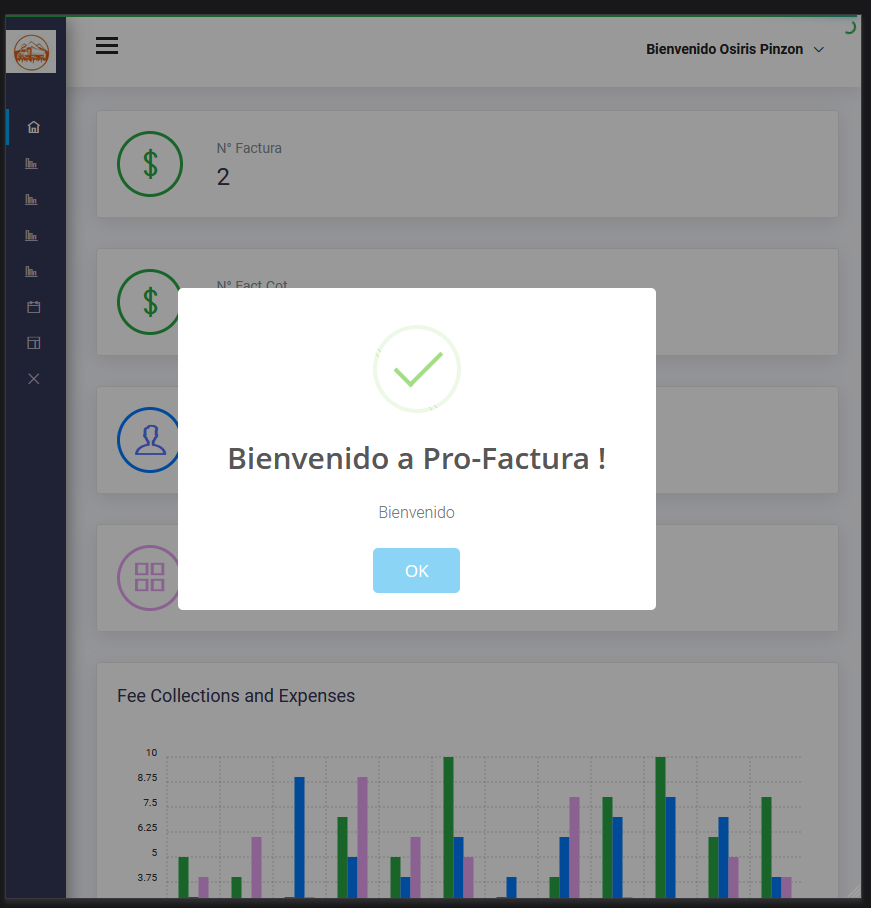 Bienvenido Osiris Pinzon
N° Factura
2
N° Fact Cot
Bienvenido a Pro-Factura !
Bienvenido
OK
Fee Collections and Expenses
10
8.75
7.5
6.25
5
3.75